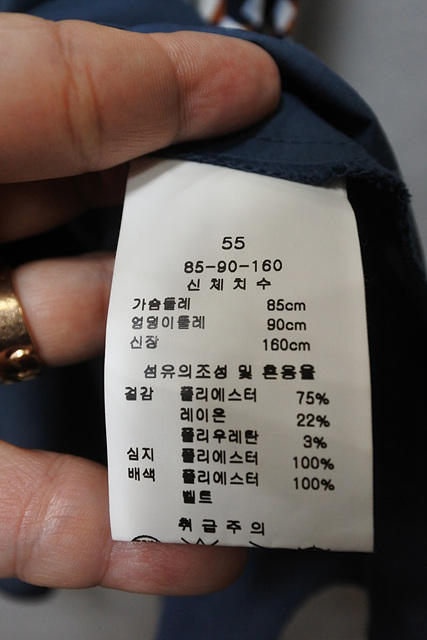 55
85-90-160
신체치수
가슴둘레 85cm
엉덩이둘레 90cm
신장 160cm
섬유의조성 및 혼용율
겉감 폴리에스터 75%
레이온 22%
폴리우레탄 3%
심지 폴리에스터 100%
배색 폴리에스터 100%
벨트
취급주의